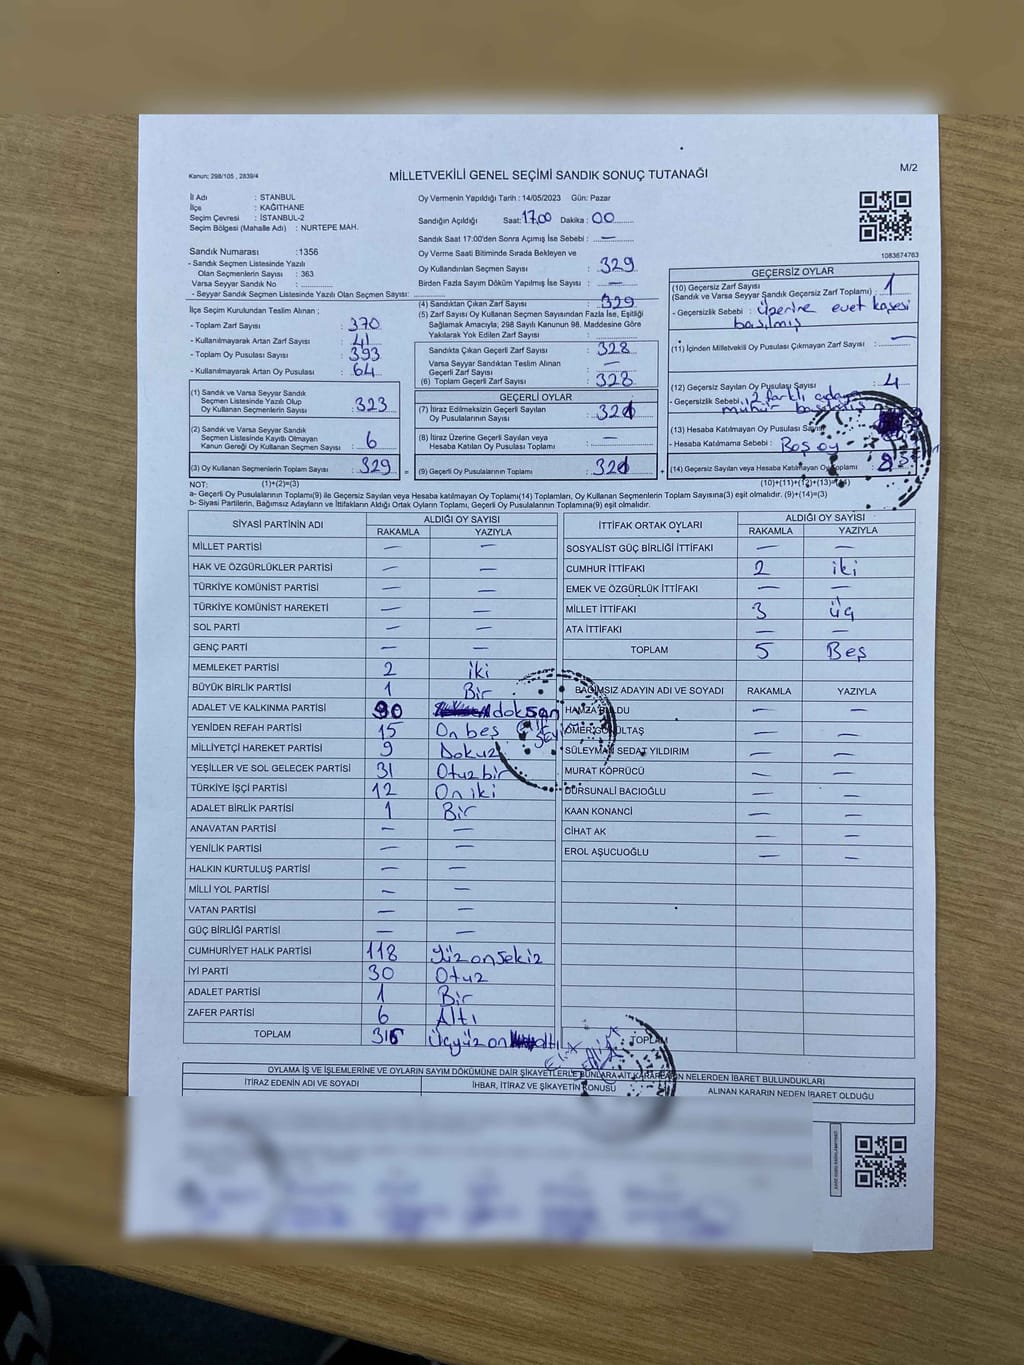 Kanun; 298/105 , 2839/4
MİLLETVEKİLİ GENEL SEÇİMİ SANDIK SONUÇ TUTANAĞI
M/2
İl Adı : STANBUL
İlçe : KAĞITHANE
Seçim Çevresi : İSTANBUL-2
Seçim Bölgesi (Mahalle Adı) : NURTEPE MAH.
Sandık Numarası :1356
- Sandık Seçmen Listesinde Yazılı
Olan Seçmenlerin Sayısı : 363
Varsa Seyyar Sandık No :
- Seyyar Sandık Seçmen Listesinde Yazılı Olan Seçmen Sayısı:
İlçe Seçim Kurulundan Teslim Alınan ;
- Toplam Zarf Sayısı : 370
- Kullanılmayarak Artan Zarf Sayısı : 41
- Toplam Oy Pusulası Sayısı : 393
- Kullanılmayarak Artan Oy Pusulası : 64
(1) Sandık ve Varsa Seyyar Sandık
Seçmen Listesinde Yazılı Olup
Oy Kullanan Seçmenlerin Sayısı : 323
(2) Sandık ve Varsa Seyyar Sandık
Seçmen Listesinde Kayıtlı Olmayan
Kanun Gereği Oy Kullanan Seçmen Sayısı : 6
(3) Oy Kullanan Seçmenlerin Toplam Sayısı : 329 =
Oy Vermenin Yapıldığı Tarih : 14/05/2023 Gün: Pazar
Sandığın Açıldığı Saat: 17.00 Dakika : 00
Sandık Saat 17:00'den Sonra Açımış İse Sebebi : —
Oy Verme Saati Bitiminde Sırada Bekleyen ve
Oy Kullandırılan Seçmen Sayısı : 329
Birden Fazla Sayım Döküm Yapılmış İse Sayısı : —
(4) Sandıktan Çıkan Zarf Sayısı : 329
(5) Zarf Sayısı Oy Kullanan Seçmen Sayısından Fazla İse, Eşitliği
Sağlamak Amacıyla; 298 Sayılı Kanunun 98. Maddesine Göre
Yakılarak Yok Edilen Zarf Sayısı :
Sandıkta Çıkan Geçerli Zarf Sayısı : 328
Varsa Seyyar Sandıktan Teslim Alınan
Geçerli Zarf Sayısı : —
(6) Toplam Geçerli Zarf Sayısı : 328
GEÇERLİ OYLAR
(7) İtiraz Edilmeksizin Geçerli Sayılan
Oy Pusulalarının Sayısı : 321
(8) İtiraz Üzerine Geçerli Sayılan veya
Hesaba Katılan Oy Pusulası Toplamı : —
(9) Geçerli Oy Pusulalarının Toplamı : 321 +
1083674763
GEÇERSİZ OYLAR
(10) Geçersiz Zarf Sayısı
(Sandık ve Varsa Seyyar Sandık Geçersiz Zarf Toplamı) : 1
- Geçersizlik Sebebi : üzerine evet kaşesi
basılmış
(11) İçinden Milletvekili Oy Pusulası Çıkmayan Zarf Sayısı : —
(12) Geçersiz Sayılan Oy Pusulası Sayısı : 4
- Geçersizlik Sebebi : 2 farklı adaya
mühür
(13) Hesaba Katılmayan Oy Pusulası Sayısı
- Hesaba Katılmama Sebebi : Boş oy
(14) Geçersiz Sayılan veya Hesaba Katılmayan Oy Toplamı : 8
NOT: (1)+(2)=(3) (10)+(11)+(12)+(13)=(14)
a- Geçerli Oy Pusulalarının Toplamı(9) ile Geçersiz Sayılan veya Hesaba katılmayan Oy Toplamı(14) Toplamları, Oy Kullanan Seçmenlerin Toplam Sayısına(3) eşit olmalıdır. (9)+(14)=(3)
b- Siyasi Partilerin, Bağımsız Adayların ve İttifakların Aldığı Ortak Oyların Toplamı, Geçerli Oy Pusulalarının Toplamına(9) eşit olmalıdır.
SİYASİ PARTİNİN ADI ALDIĞI OY SAYISI
RAKAMLA YAZIYLA
MİLLET PARTİSİ — —
HAK VE ÖZGÜRLÜKLER PARTİSİ — —
TÜRKİYE KOMÜNİST PARTİSİ — —
TÜRKİYE KOMÜNİST HAREKETİ — —
SOL PARTİ — —
GENÇ PARTİ — —
MEMLEKET PARTİSİ 2 iki
BÜYÜK BİRLİK PARTİSİ 1 Bir
ADALET VE KALKINMA PARTİSİ 90 doksan
YENİDEN REFAH PARTİSİ 15 On beş
MİLLİYETÇİ HAREKET PARTİSİ 9 Dokuz
YEŞİLLER VE SOL GELECEK PARTİSİ 31 Otuzbir
TÜRKİYE İŞÇİ PARTİSİ 12 Oniki
ADALET BİRLİK PARTİSİ 1 Bir
ANAVATAN PARTİSİ — —
YENİLİK PARTİSİ — —
HALKIN KURTULUŞ PARTİSİ — —
MİLLİ YOL PARTİSİ — —
VATAN PARTİSİ — —
GÜÇ BİRLİĞİ PARTİSİ — —
CUMHURİYET HALK PARTİSİ 118 Yüz onsekiz
İYİ PARTİ 30 Otuz
ADALET PARTİSİ 1 Bir
ZAFER PARTİSİ 6 Altı
TOPLAM 316 Üçyüz on altı
İTTİFAK ORTAK OYLARI ALDIĞI OY SAYISI
RAKAMLA YAZIYLA
SOSYALİST GÜÇ BİRLİĞİ İTTİFAKI — —
CUMHUR İTTİFAKI 2 iki
EMEK VE ÖZGÜRLÜK İTTİFAKI — —
MİLLET İTTİFAKI 3 üç
ATA İTTİFAKI — —
TOPLAM 5 Beş
BAĞIMSIZ ADAYIN ADI VE SOYADI RAKAMLA YAZIYLA
HAMZA — —
ÖMER — —
SÜLEYMAN SEDAT YILDIRIM — —
MURAT KÖPRÜCÜ — —
DURSUNALİ BACIOĞLU — —
KAAN KONANCİ — —
CİHAT AK — —
EROL AŞUCUOĞLU — —
TOPLAM
OYLAMA İŞ VE İŞLEMLERİNE VE OYLARIN SAYIM DÖKÜMÜNE DAİR ŞİKAYETLERLE BUNLARA AİT KARARLARIN NELERDEN İBARET BULUNDUKLARI
İTİRAZ EDENİN ADI VE SOYADI İHBAR, İTİRAZ VE ŞİKAYETİN KONUSU ALINAN KARARIN NEDEN İBARET OLDUĞU